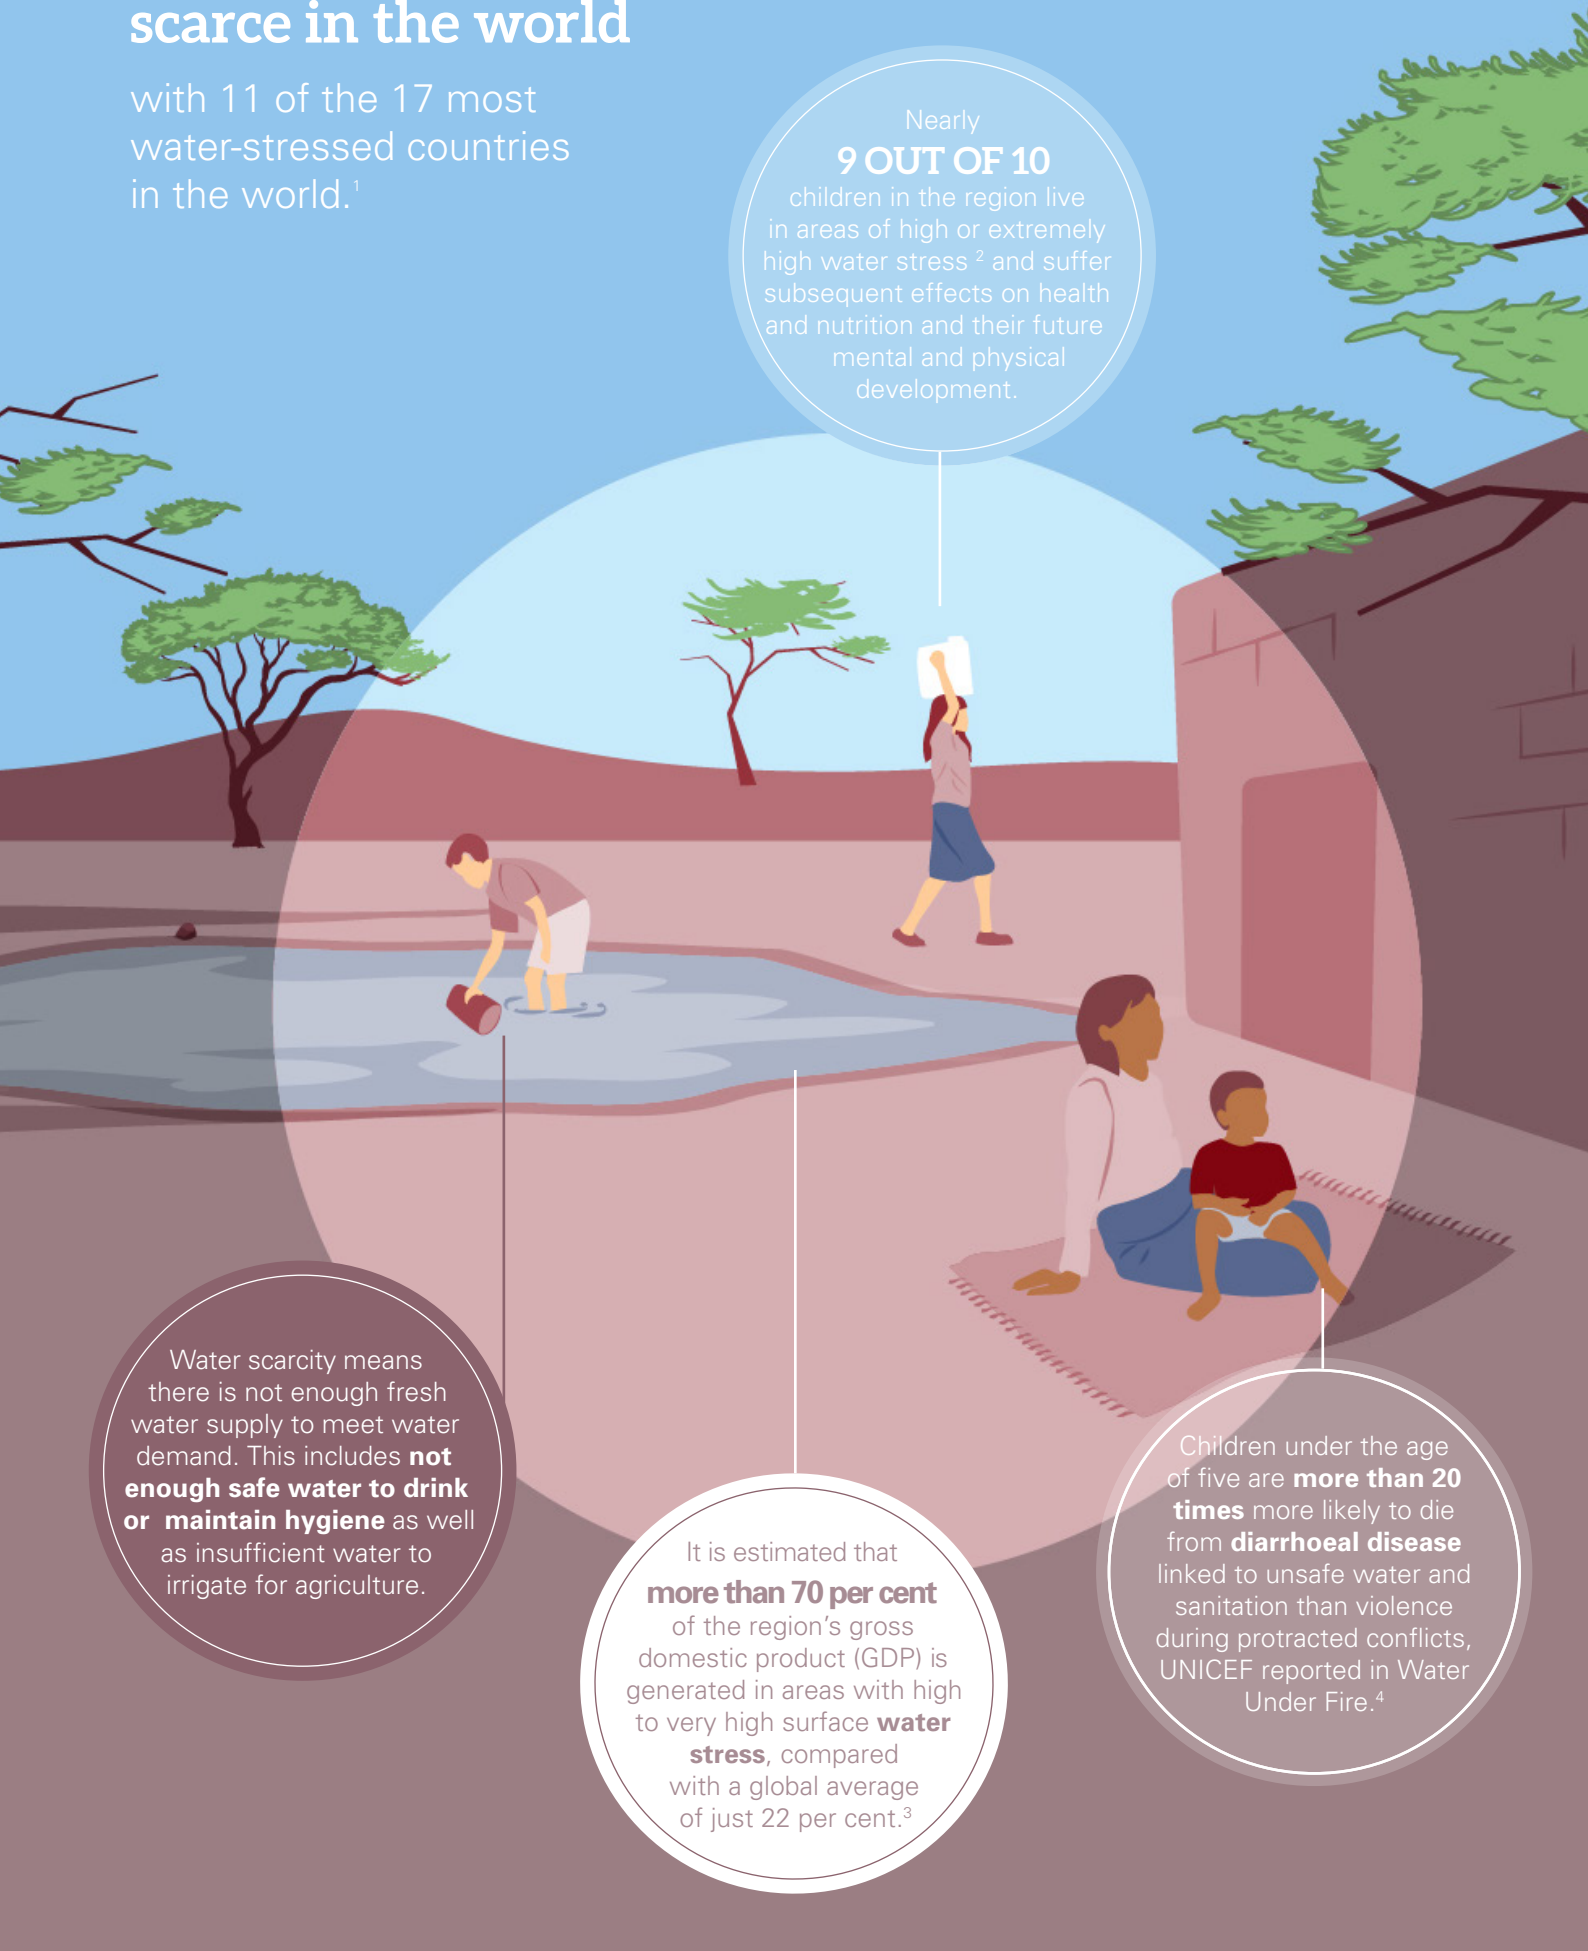 scarce in the world
with 11 of the 17 most
water-stressed countries
in the world.1
Nearly
9 OUT OF 10
children in the region live
in areas of high or extremely
high water stress 2 and suffer
subsequent effects on health
and nutrition and their future
mental and physical
development.
Water scarcity means
there is not enough fresh
water supply to meet water
demand. This includes not
enough safe water to drink
or maintain hygiene as well
as insufficient water to
irrigate for agriculture.
It is estimated that
more than 70 per cent
of the region’s gross
domestic product (GDP) is
generated in areas with high
to very high surface water
stress, compared
with a global average
of just 22 per cent.3
Children under the age
of five are more than 20
times more likely to die
from diarrhoeal disease
linked to unsafe water and
sanitation than violence
during protracted conflicts,
UNICEF reported in Water
Under Fire.4